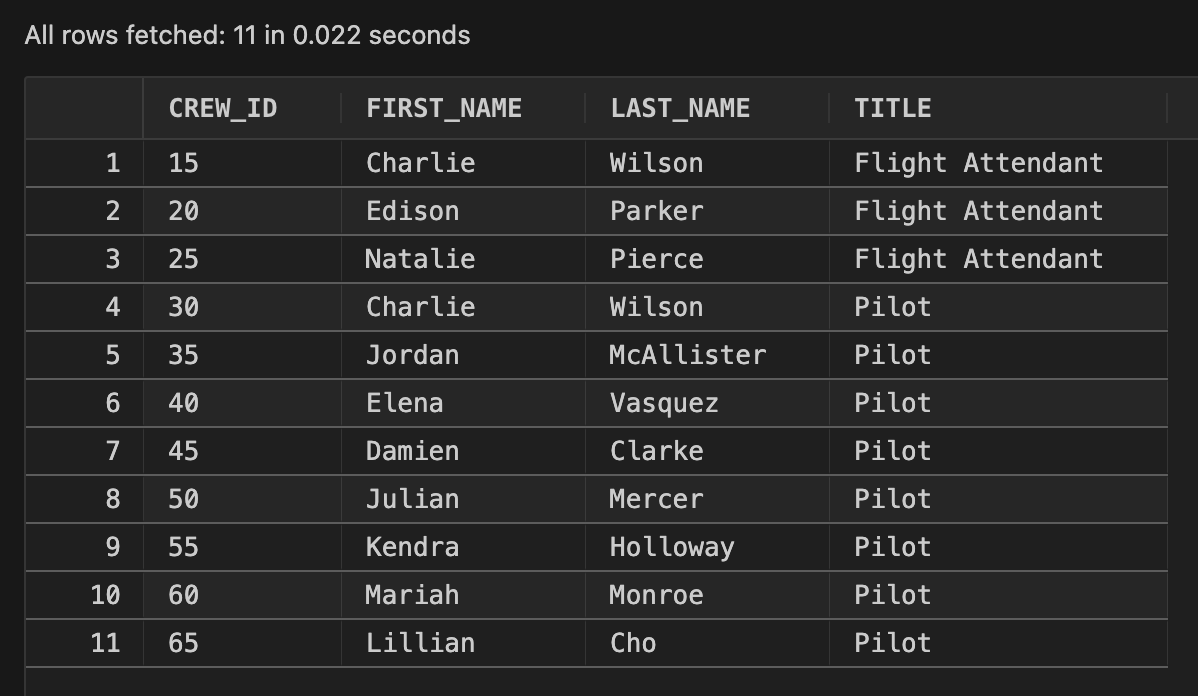 All rows fetched: 11 in 0.022 seconds
CREW_ID FIRST_NAME LAST_NAME TITLE
1 15 Charlie Wilson Flight Attendant
2 20 Edison Parker Flight Attendant
3 25 Natalie Pierce Flight Attendant
4 30 Charlie Wilson Pilot
5 35 Jordan McAllister Pilot
6 40 Elena Vasquez Pilot
7 45 Damien Clarke Pilot
8 50 Julian Mercer Pilot
9 55 Kendra Holloway Pilot
10 60 Mariah Monroe Pilot
11 65 Lillian Cho Pilot